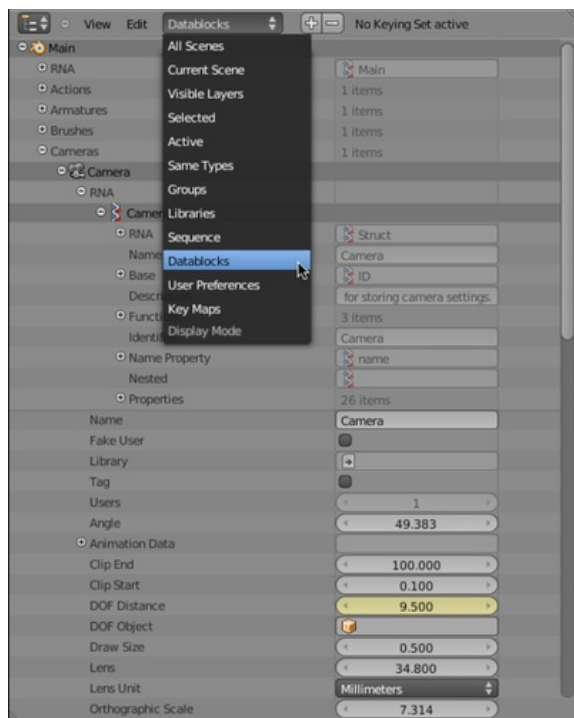 View Edit Datablocks No Keying Set active
Main
All Scenes
RNA
Current Scene
Main
Actions
Visible Layers
1 items
Armatures
Selected
1 items
Brushes
Active
1 items
Cameras
Same Types
1 items
Camera
Groups
RNA
Libraries
Camer
Sequence
RNA
Struct
Name
Datablocks
Camera
Base
User Preferences
ID
Descri
for storing camera settings.
Functi
Key Maps
3 items
Identif
Display Mode
Camera
Name Property name
Nested
Properties 26 items
Name Camera
Fake User
Library
Tag
Users 1
Angle 49.383
Animation Data
Clip End 100.000
Clip Start 0.100
DOF Distance 9.500
DOF Object
Draw Size 0.500
Lens 34.800
Lens Unit Millimeters
Orthographic Scale 7.314